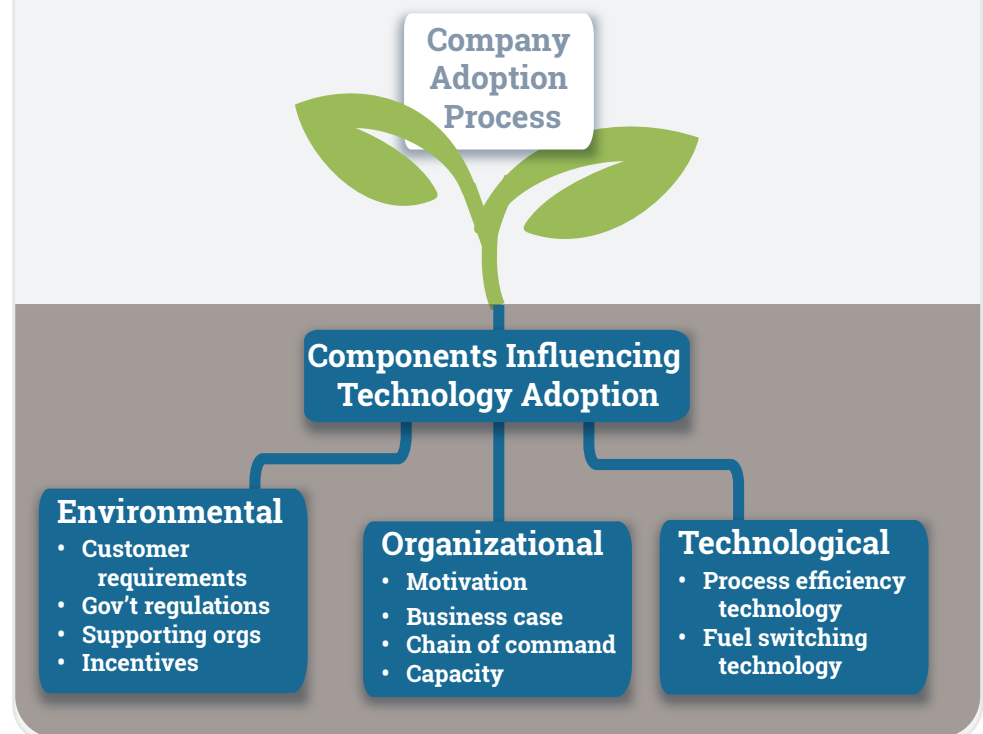 Company
Adoption
Process
Components Influencing
Technology Adoption
Environmental
• Customer
requirements
• Gov’t regulations
• Supporting orgs
• Incentives
Organizational
• Motivation
• Business case
• Chain of command
• Capacity
Technological
• Process efficiency
technology
• Fuel switching
technology